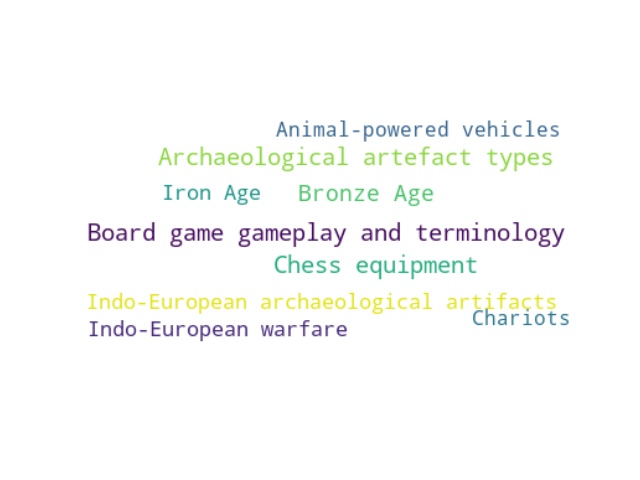 Animal-powered vehicles
Archaeological artefact types
Iron Age Bronze Age
Board game gameplay and terminology
Chess equipment
Indo-European archaeological artifacts
Chariots
Indo-European warfare